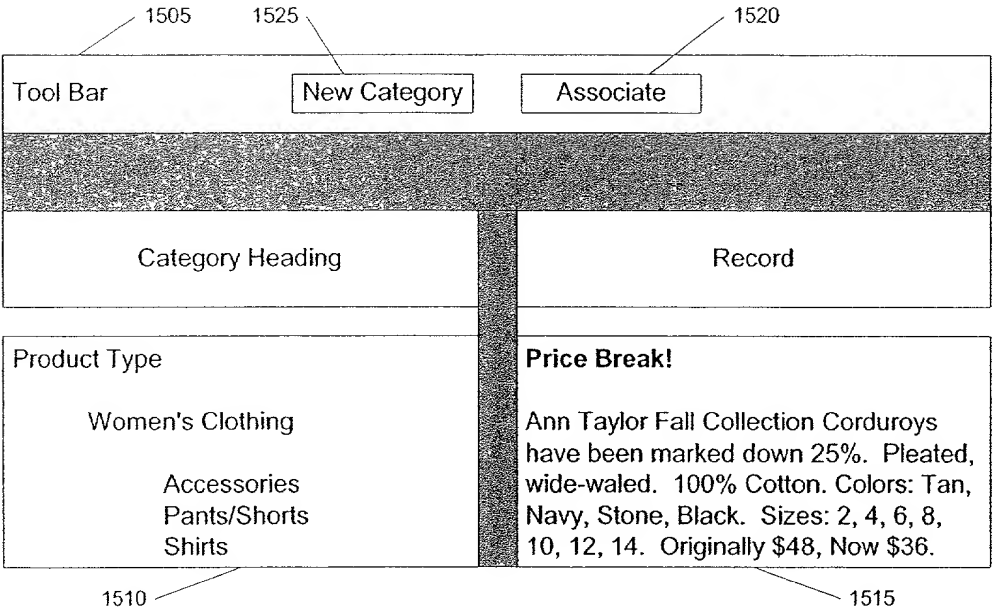 1505
1525
1520
Tool Bar
New Category
Associate
Category Heading
Record
Product Type
Women's Clothing
Accessories
Pants/Shorts
Shirts
Price Break!
Ann Taylor Fall Collection Corduroys
have been marked down 25%. Pleated,
wide-waled. 100% Cotton. Colors: Tan,
Navy, Stone, Black. Sizes: 2, 4, 6, 8,
10, 12, 14. Originally $48, Now $36.
1510
1515